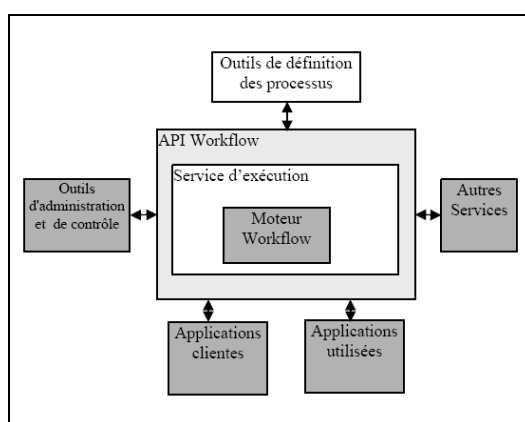 Outils de définition
des processus
API Workflow
Service d'exécution
Moteur
Workflow
Outils
d'administration
et de contrôle
Autres
Services
Applications
clientes
Applications
utilisées